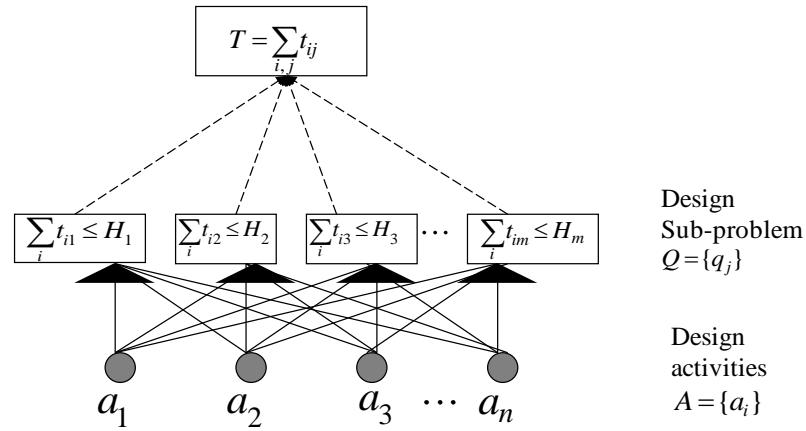 T = ∑_{i, j} t_{ij}
∑_i t_{i1} ≤ H_1
∑_i t_{i2} ≤ H_2
∑_i t_{i3} ≤ H_3
⋯
∑_i t_{im} ≤ H_m
Design
Sub-problem
Q = {q_j}
Design
activities
A = {a_i}
a_1 a_2 a_3 ⋯ a_n